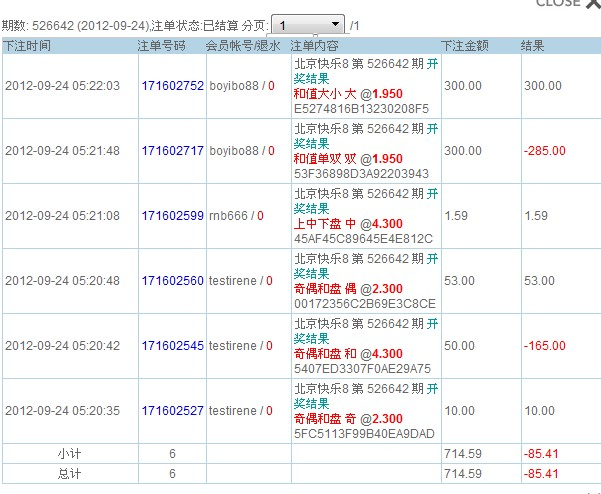 CLOSE
期数: 526642 (2012-09-24),注单状态:已结算 分页: 1 /1
下注时间 注单号码 会员帐号/退水 注单内容 下注金额 结果
2012-09-24 05:22:03 171602752 boyibo88 / 0 北京快乐8 第 526642 期 开 300.00 300.00
奖结果
和值大小 大 @1.950
E5274816B13230208F5
2012-09-24 05:21:48 171602717 boyibo88 / 0 北京快乐8 第 526642 期 开 300.00 -285.00
奖结果
和值单双 双 @1.950
53F36898D3A92203943
2012-09-24 05:21:08 171602599 rnb666 / 0 北京快乐8 第 526642 期 开 1.59 1.59
奖结果
上中下盘 中 @4.300
45AF45C89645E4E812C
2012-09-24 05:20:48 171602560 testirene / 0 北京快乐8 第 526642 期 开 53.00 53.00
奖结果
奇偶和盘 偶 @2.300
00172356C2B69E3C8CE
2012-09-24 05:20:42 171602545 testirene / 0 北京快乐8 第 526642 期 开 50.00 -165.00
奖结果
奇偶和盘 和 @4.300
5407ED3307F0AE29A75
2012-09-24 05:20:35 171602527 testirene / 0 北京快乐8 第 526642 期 开 10.00 10.00
奖结果
奇偶和盘 奇 @2.300
5FC5113F99B40EA9DAD
小计 6 714.59 -85.41
总计 6 714.59 -85.41